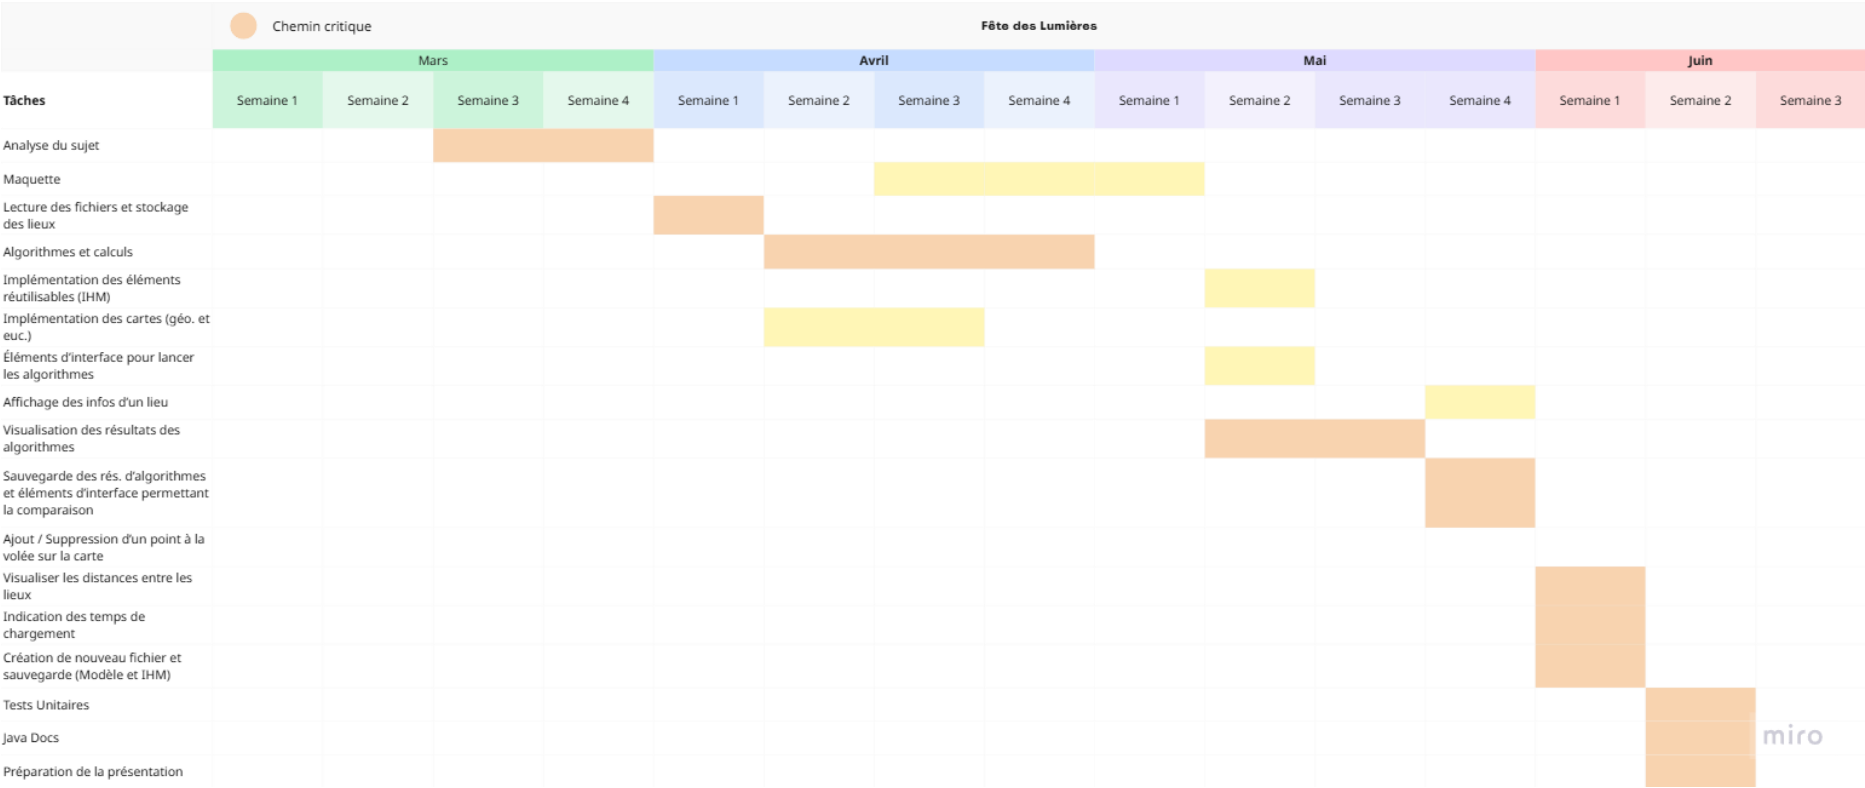 Chemin critique
Fête des Lumières
Mars
Avril
Mai
Juin
Tâches
Semaine 1
Semaine 2
Semaine 3
Semaine 4
Semaine 1
Semaine 2
Semaine 3
Semaine 4
Semaine 1
Semaine 2
Semaine 3
Semaine 4
Semaine 1
Semaine 2
Semaine 3
Analyse du sujet
Maquette
Lecture des fichiers et stockage
des lieux
Algorithmes et calculs
Implémentation des éléments
réutilisables (IHM)
Implémentation des cartes (géo. et
euc.)
Éléments d'interface pour lancer
les algorithmes
Affichage des infos d'un lieu
Visualisation des résultats des
algorithmes
Sauvegarde des rés. d'algorithmes
et éléments d'interface permettant
la comparaison
Ajout / Suppression d'un point à la
volée sur la carte
Visualiser les distances entre les
lieux
Indication des temps de
chargement
Création de nouveau fichier et
sauvegarde (Modèle et IHM)
Tests Unitaires
Java Docs
miro
Préparation de la présentation